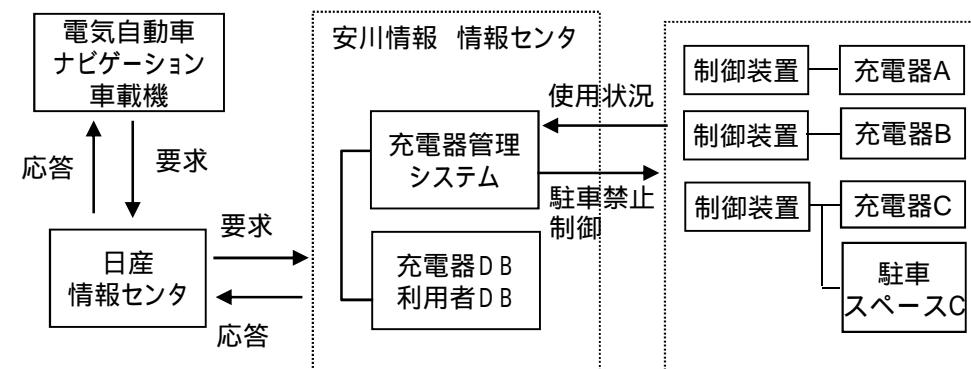 電気自動車
ナビゲーション
車載機
応答
要求
日産
情報センタ
要求
応答
安川情報 情報センタ
充電器管理
システム
充電器DB
利用者DB
使用状況
駐車禁止
制御
制御装置
充電器A
制御装置
充電器B
制御装置
充電器C
駐車
スペースC